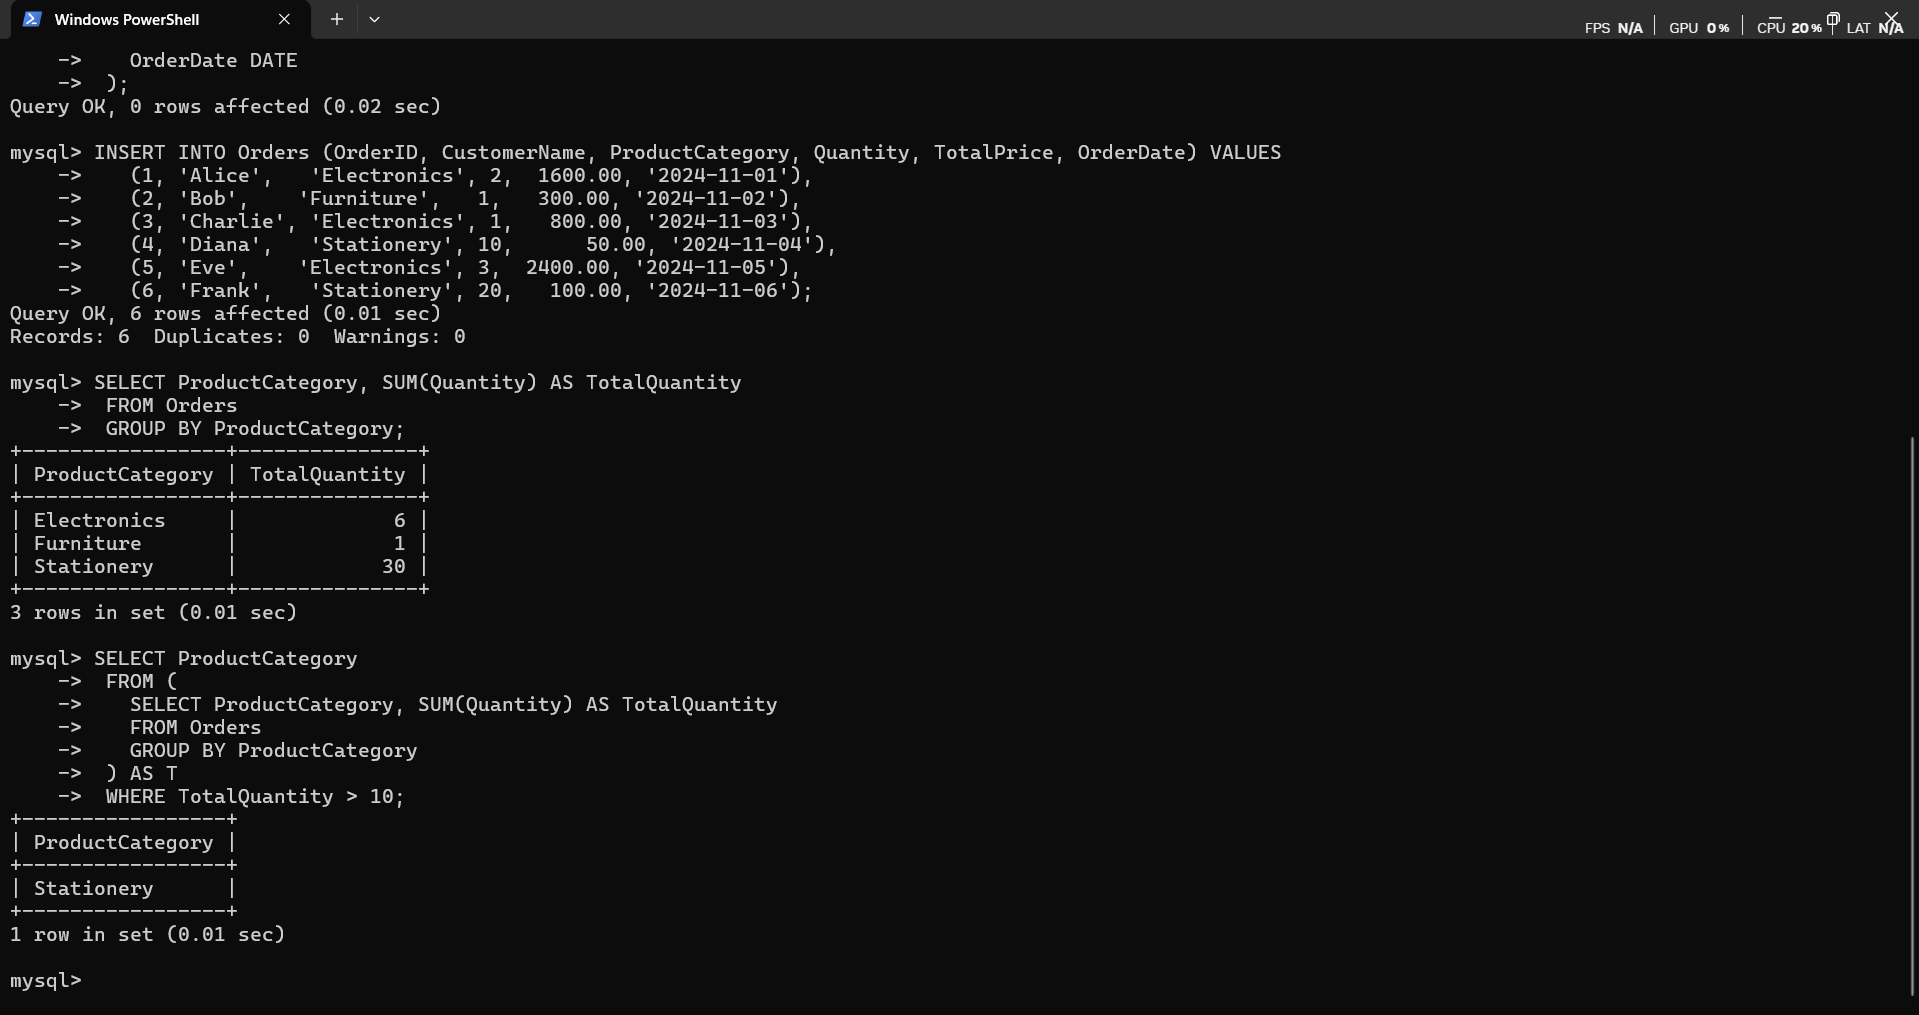 Windows PowerShell
FPS N/A | GPU 0% | CPU 20% | LAT N/A
    ->    OrderDate DATE
    ->  );
Query OK, 0 rows affected (0.02 sec)

mysql> INSERT INTO Orders (OrderID, CustomerName, ProductCategory, Quantity, TotalPrice, OrderDate) VALUES
    ->    (1, 'Alice',   'Electronics', 2,  1600.00, '2024-11-01'),
    ->    (2, 'Bob',    'Furniture',   1,   300.00, '2024-11-02'),
    ->    (3, 'Charlie', 'Electronics', 1,   800.00, '2024-11-03'),
    ->    (4, 'Diana',   'Stationery', 10,      50.00, '2024-11-04'),
    ->    (5, 'Eve',    'Electronics', 3,  2400.00, '2024-11-05'),
    ->    (6, 'Frank',   'Stationery', 20,   100.00, '2024-11-06');
Query OK, 6 rows affected (0.01 sec)
Records: 6  Duplicates: 0  Warnings: 0

mysql> SELECT ProductCategory, SUM(Quantity) AS TotalQuantity
    ->  FROM Orders
    ->  GROUP BY ProductCategory;
+-----------------+---------------+
| ProductCategory | TotalQuantity |
+-----------------+---------------+
| Electronics     |             6 |
| Furniture       |             1 |
| Stationery      |            30 |
+-----------------+---------------+
3 rows in set (0.01 sec)

mysql> SELECT ProductCategory
    ->  FROM (
    ->    SELECT ProductCategory, SUM(Quantity) AS TotalQuantity
    ->    FROM Orders
    ->    GROUP BY ProductCategory
    ->  ) AS T
    ->  WHERE TotalQuantity > 10;
+-----------------+
| ProductCategory |
+-----------------+
| Stationery      |
+-----------------+
1 row in set (0.01 sec)

mysql>